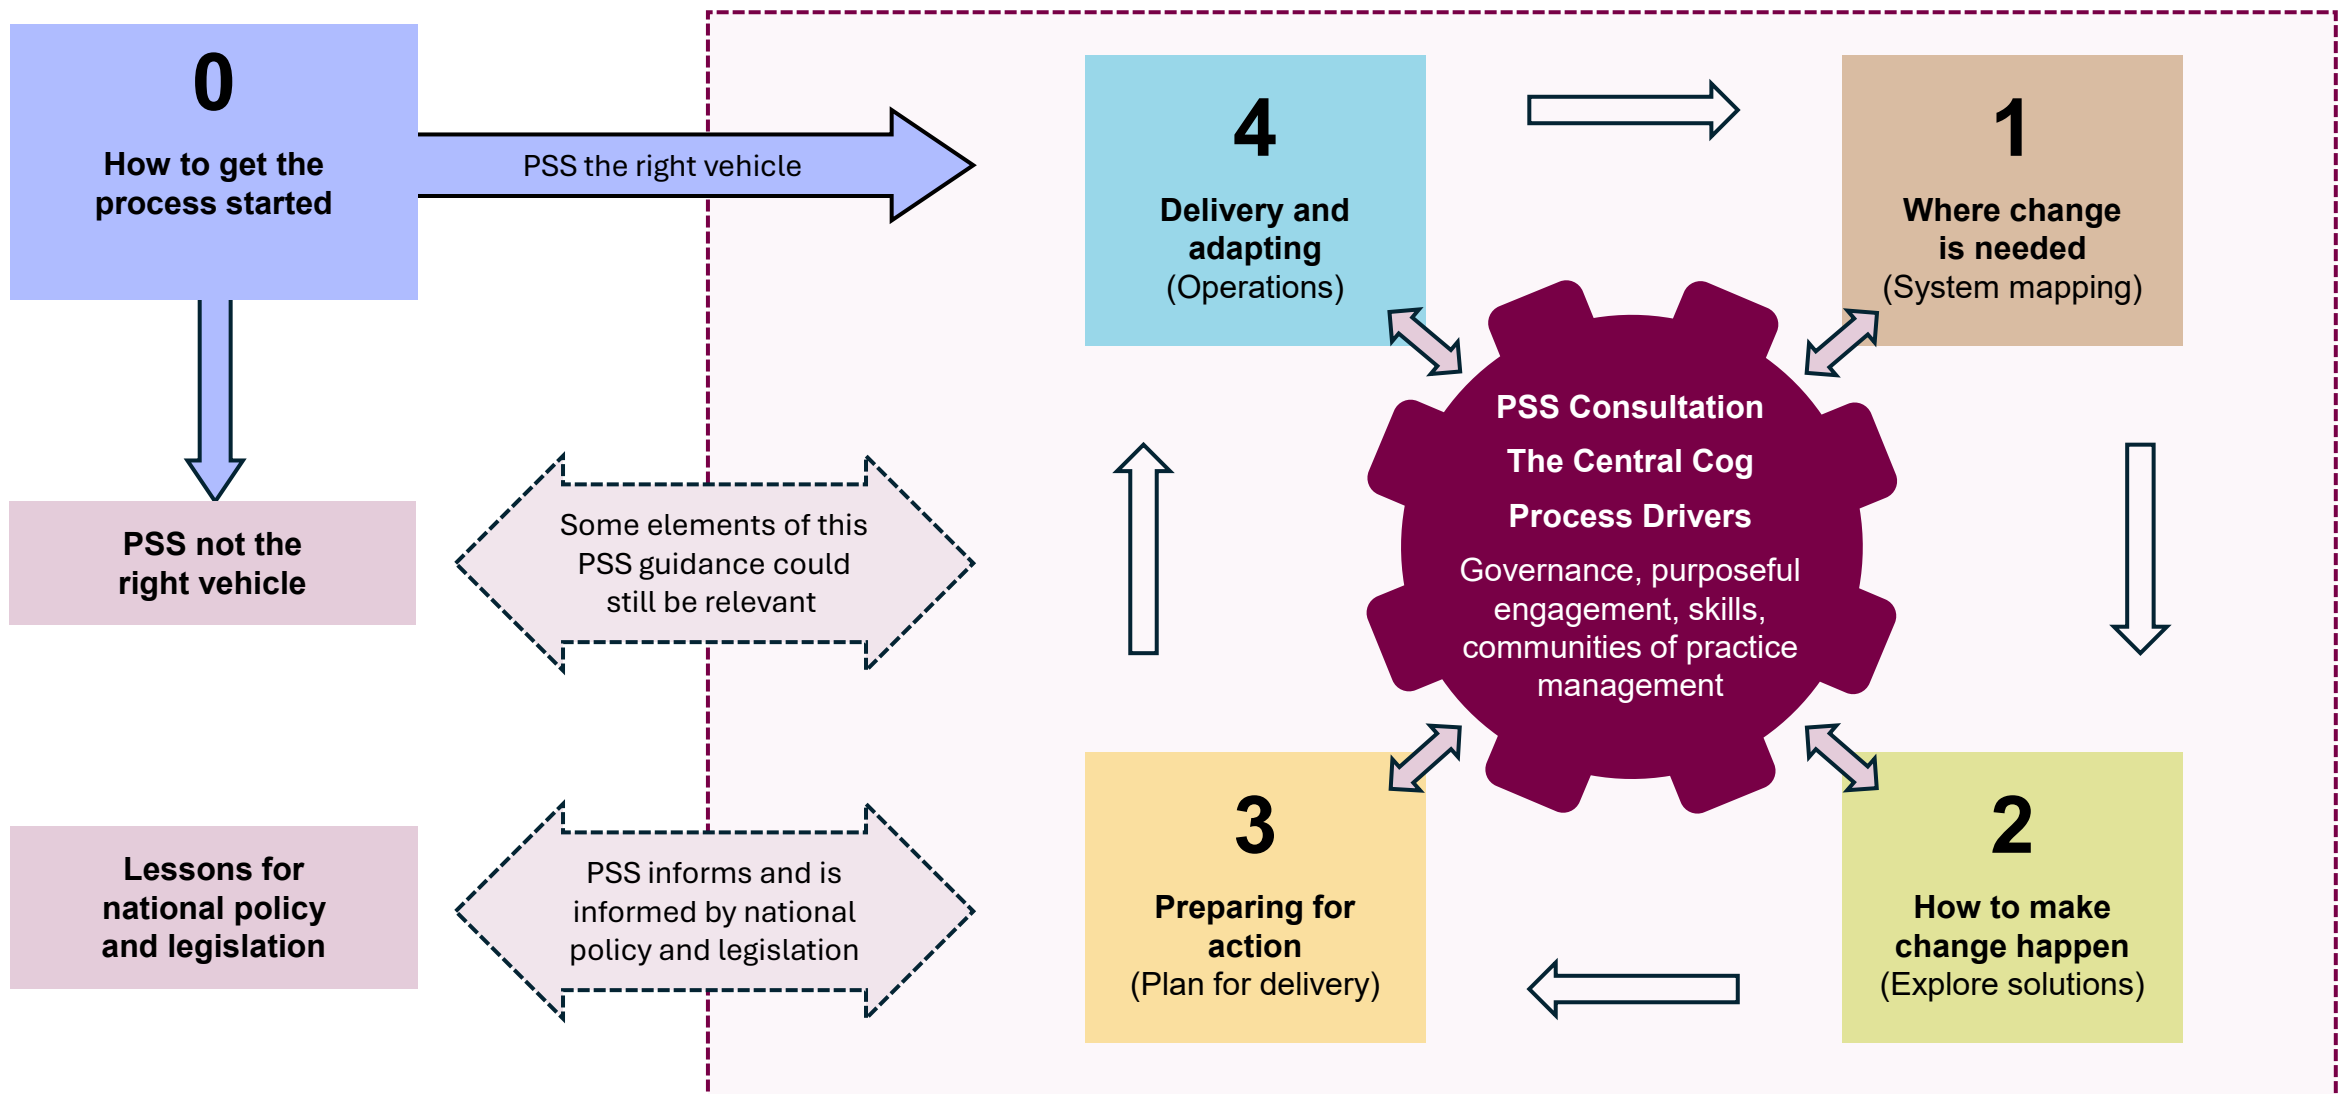 0
How to get the
process started
PSS the right vehicle
PSS not the
right vehicle
Some elements of this
PSS guidance could
still be relevant
Lessons for
national policy
and legislation
PSS informs and is
informed by national
policy and legislation
4
Delivery and
adapting
(Operations)
1
Where change
is needed
(System mapping)
PSS Consultation
The Central Cog
Process Drivers
Governance, purposeful
engagement, skills,
communities of practice
management
3
Preparing for
action
(Plan for delivery)
2
How to make
change happen
(Explore solutions)